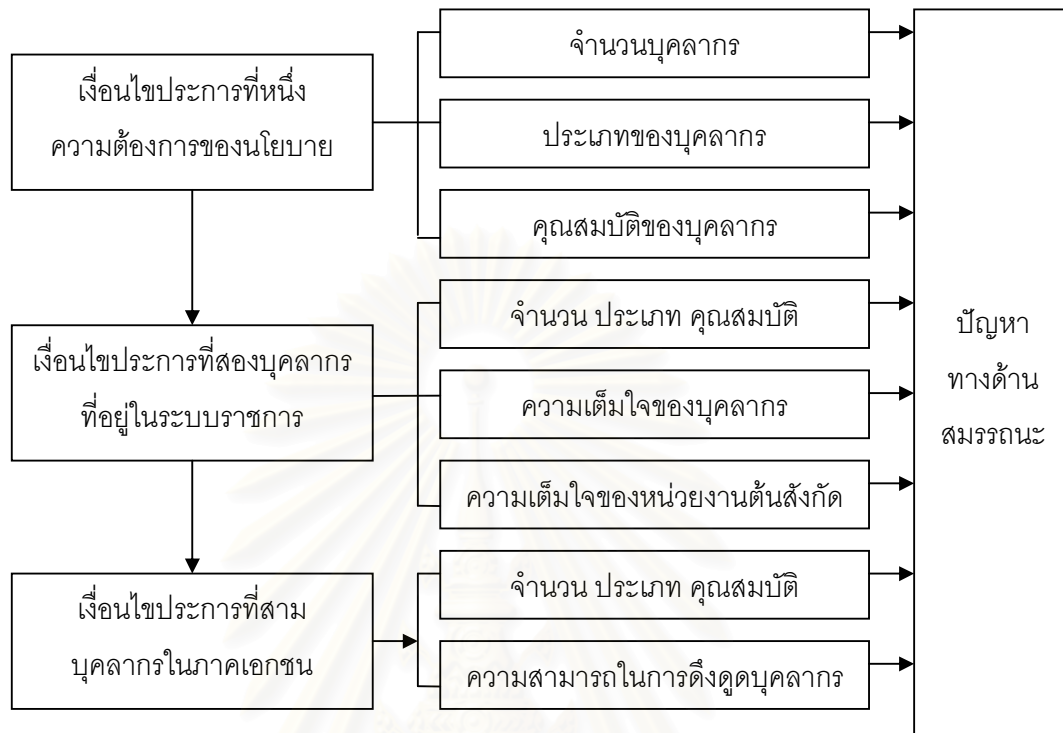 เงื่อนไขประการที่หนึ่ง
ความต้องการของนโยบาย
จำนวนบุคลากร
ประเภทของบุคลากร
คุณสมบัติของบุคลากร
เงื่อนไขประการที่สองบุคลากร
ที่อยู่ในระบบราชการ
จำนวน ประเภท คุณสมบัติ
ความเต็มใจของบุคลากร
ความเต็มใจของหน่วยงานต้นสังกัด
เงื่อนไขประการที่สาม
บุคลากรในภาคเอกชน
จำนวน ประเภท คุณสมบัติ
ความสามารถในการดึงดูดบุคลากร
ปัญหา
ทางด้าน
สมรรถนะ